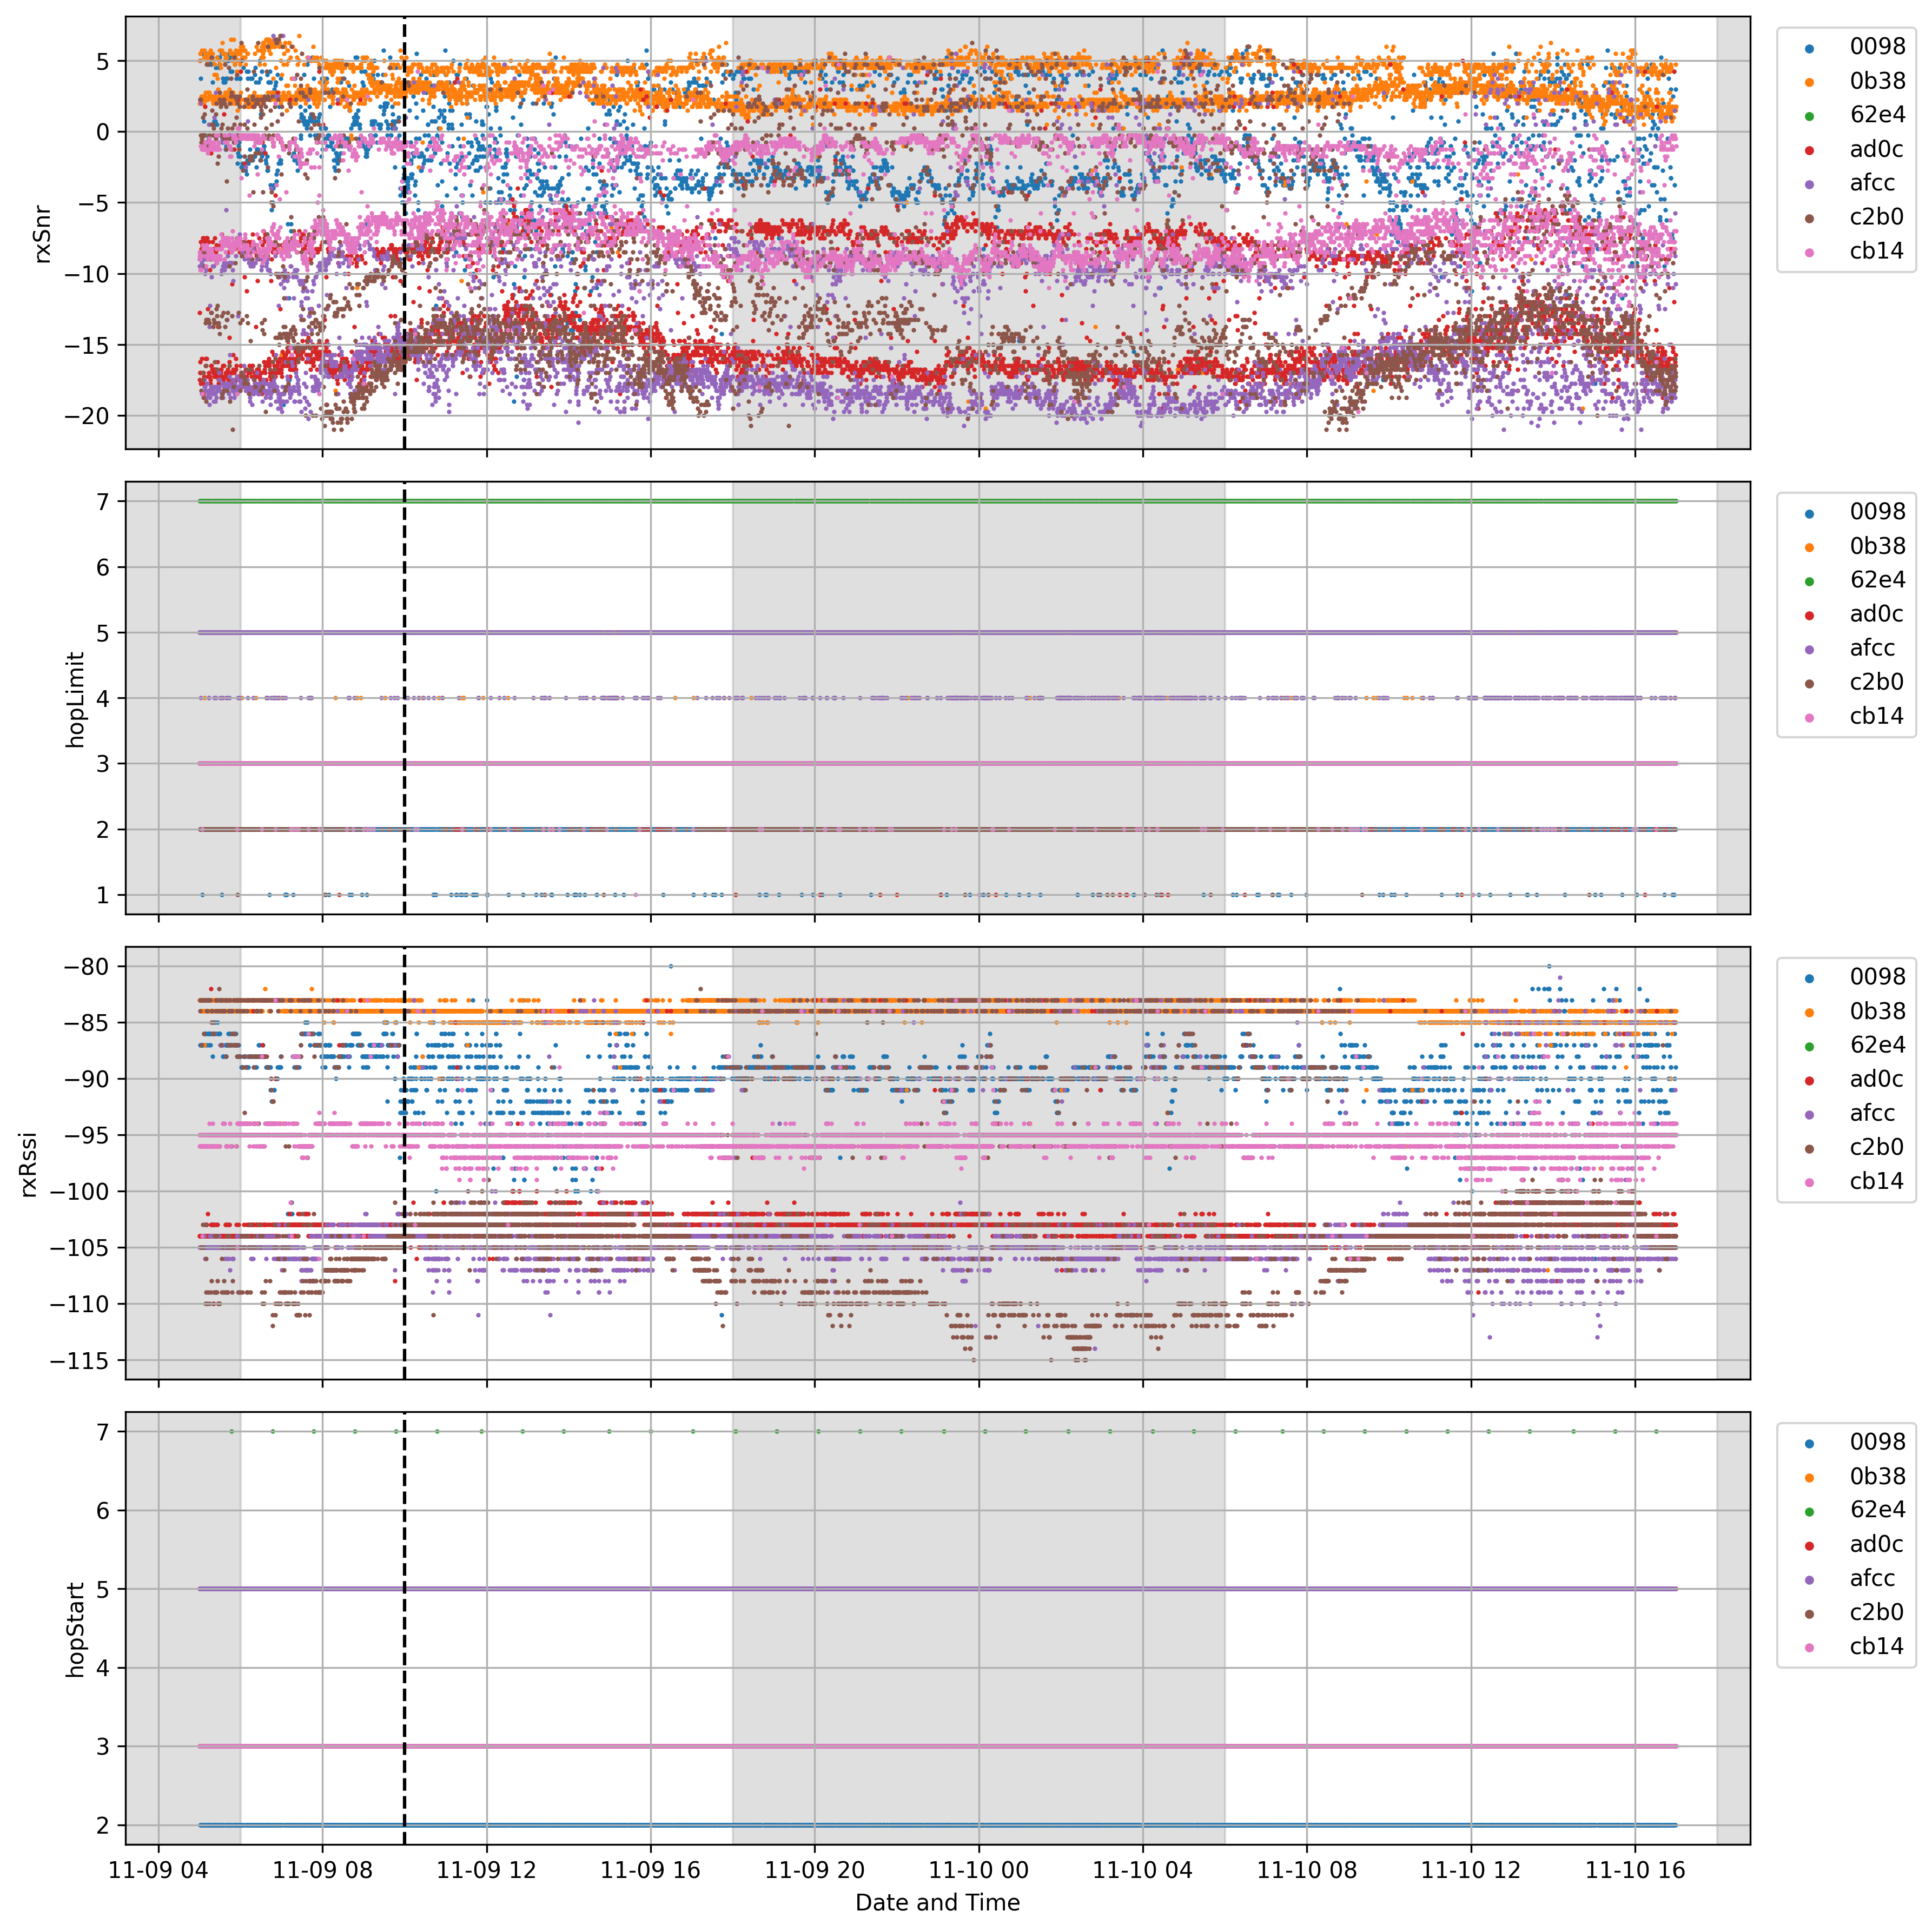 5
0
−5
−10
−15
−20
rxSnr
0098
0b38
62e4
ad0c
afcc
c2b0
cb14
7
6
5
4
3
2
1
hopLimit
0098
0b38
62e4
ad0c
afcc
c2b0
cb14
−80
−85
−90
−95
−100
−105
−110
−115
rxRssi
0098
0b38
62e4
ad0c
afcc
c2b0
cb14
7
6
5
4
3
2
hopStart
0098
0b38
62e4
ad0c
afcc
c2b0
cb14
11-09 04 11-09 08 11-09 12 11-09 16 11-09 20 11-10 00 11-10 04 11-10 08 11-10 12 11-10 16
Date and Time